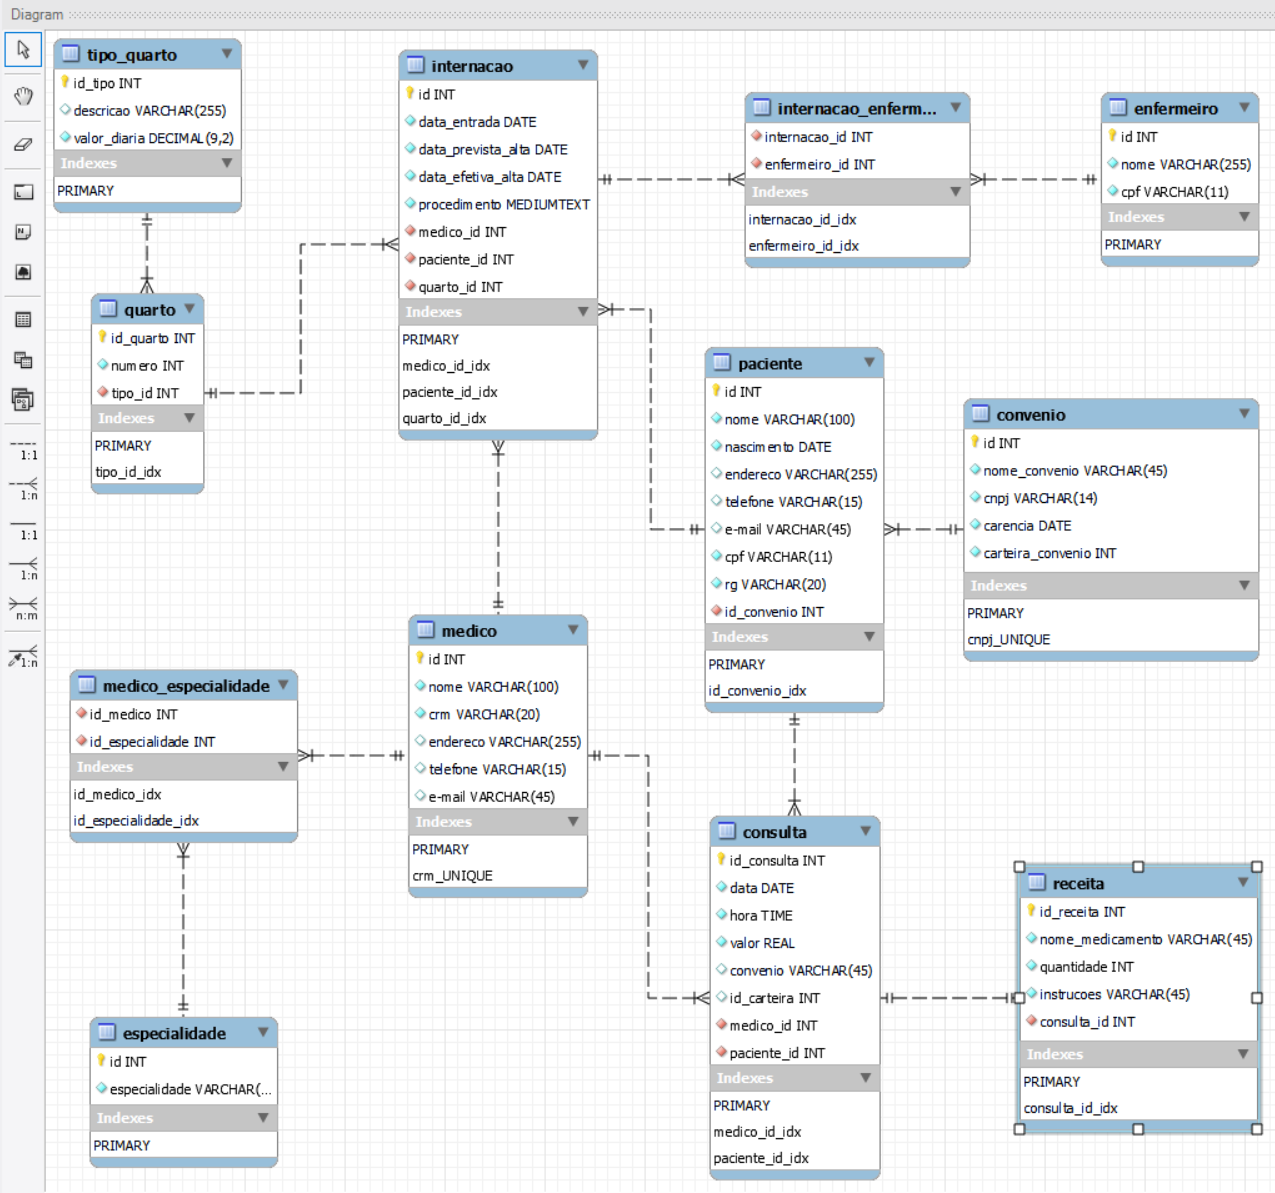 Diagram
tipo_quarto
id_tipo INT
descricao VARCHAR(255)
valor_diaria DECIMAL(9,2)
Indexes
PRIMARY
internacao
id INT
data_entrada DATE
data_prevista_alta DATE
data_efetiva_alta DATE
procedimento MEDIUMTEXT
medico_id INT
paciente_id INT
quarto_id INT
Indexes
PRIMARY
medico_id_idx
paciente_id_idx
quarto_id_idx
internacao_enferm...
internacao_id INT
enfermeiro_id INT
Indexes
internacao_id_idx
enfermeiro_id_idx
enfermeiro
id INT
nome VARCHAR(255)
cpf VARCHAR(11)
Indexes
PRIMARY
quarto
id_quarto INT
numero INT
tipo_id INT
Indexes
PRIMARY
tipo_id_idx
paciente
id INT
nome VARCHAR(100)
nascimento DATE
endereco VARCHAR(255)
telefone VARCHAR(15)
e-mail VARCHAR(45)
cpf VARCHAR(11)
rg VARCHAR(20)
id_convenio INT
Indexes
PRIMARY
id_convenio_idx
convenio
id INT
nome_convenio VARCHAR(45)
cnpj VARCHAR(14)
carencia DATE
carteira_convenio INT
Indexes
PRIMARY
cnpj_UNIQUE
1:1
1:n
1:1
1:n
n:m
1:n
medico
id INT
nome VARCHAR(100)
crm VARCHAR(20)
endereco VARCHAR(255)
telefone VARCHAR(15)
e-mail VARCHAR(45)
Indexes
PRIMARY
crm_UNIQUE
medico_especialidade
id_medico INT
id_especialidade INT
Indexes
id_medico_idx
id_especialidade_idx
consulta
id_consulta INT
data DATE
hora TIME
valor REAL
convenio VARCHAR(45)
id_carteira INT
medico_id INT
paciente_id INT
Indexes
PRIMARY
medico_id_idx
paciente_id_idx
receita
id_receita INT
nome_medicamento VARCHAR(45)
quantidade INT
instrucoes VARCHAR(45)
consulta_id INT
Indexes
PRIMARY
consulta_id_idx
especialidade
id INT
especialidade VARCHAR(...
Indexes
PRIMARY